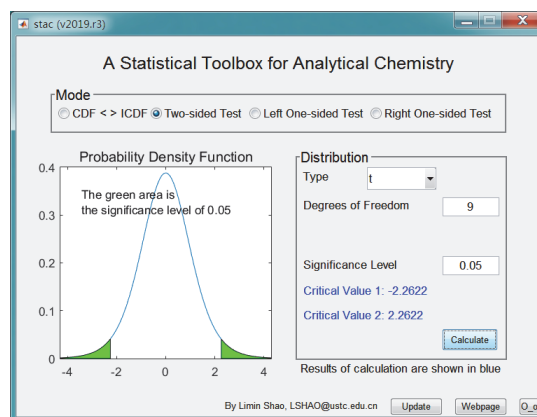 stac (v2019.r3)
A Statistical Toolbox for Analytical Chemistry
Mode
CDF < > ICDF Two-sided Test Left One-sided Test Right One-sided Test
Probability Density Function
0.4
0.3
0.2
0.1
0
-4 -2 0 2 4
The green area is
the significance level of 0.05
Distribution
Type t
Degrees of Freedom 9
Significance Level 0.05
Critical Value 1: -2.2622
Critical Value 2: 2.2622
Calculate
Results of calculation are shown in blue
By Limin Shao, LSHAO@ustc.edu.cn Update Webpage O_o